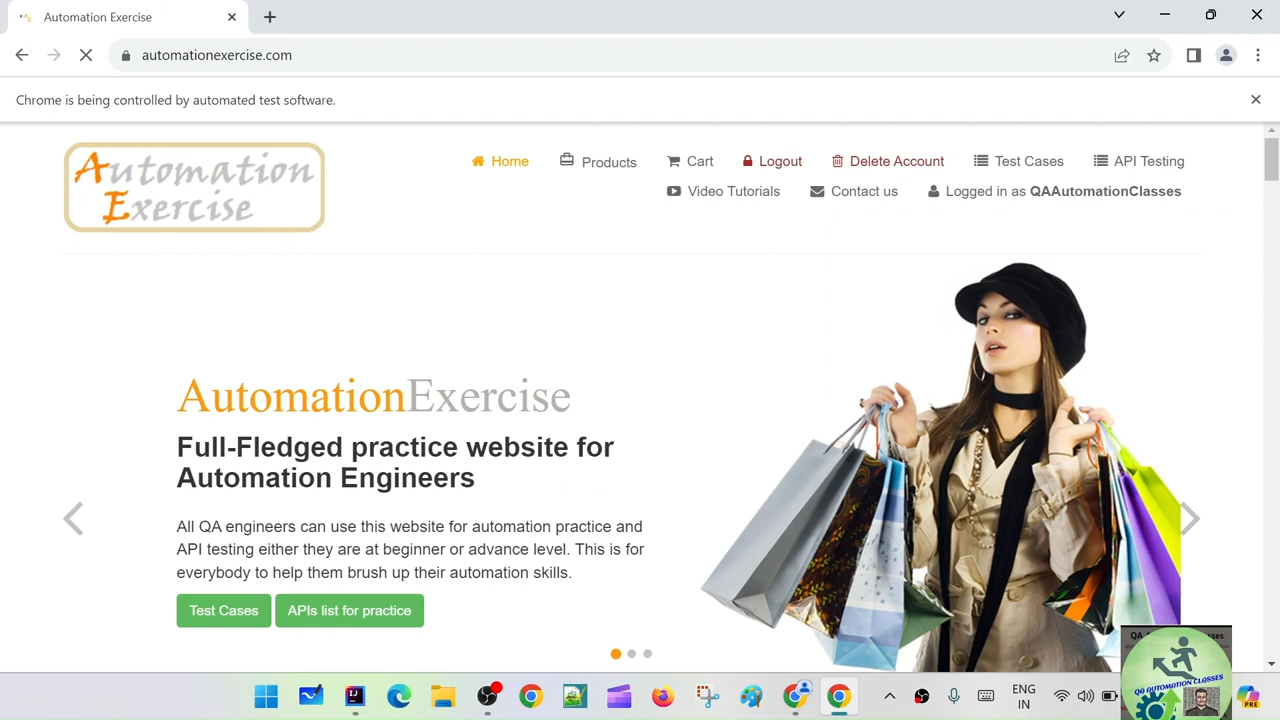 Automation Exercise
automationexercise.com
Chrome is being controlled by automated test software.
Automation
Exercise
Home Products Cart Logout Delete Account Test Cases API Testing
Video Tutorials Contact us Logged in as QAAutomationClasses
AutomationExercise
Full-Fledged practice website for
Automation Engineers
All QA engineers can use this website for automation practice and
API testing either they are at beginner or advance level. This is for
everybody to help them brush up their automation skills.
Test Cases APIs list for practice
QA AUTOMATION CLASSES
ENG
IN
PRE